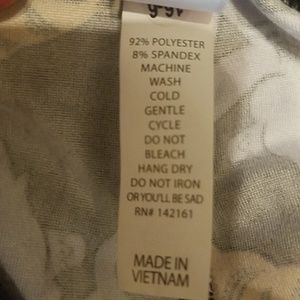 92% POLYESTER
8% SPANDEX
MACHINE
WASH
COLD
GENTLE
CYCLE
DO NOT
BLEACH
HANG DRY
DO NOT IRON
OR YOU'LL BE SAD
RN# 142161
MADE IN
VIETNAM